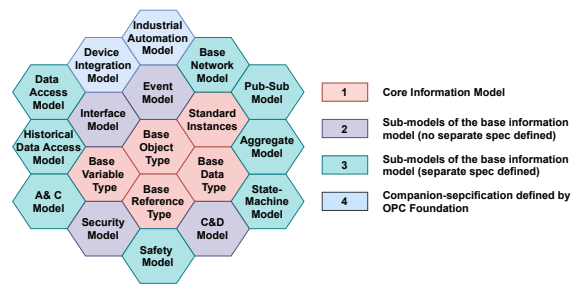 Industrial
Automation
Model
Device
Integration
Model
Base
Network
Model
Data
Access
Model
Event
Model
Pub-Sub
Model
Interface
Model
Standard
Instances
Historical
Data Access
Model
Base
Object
Type
Aggregate
Model
Base
Variable
Type
Base
Data
Type
A& C
Model
Base
Reference
Type
State-
Machine
Model
Security
Model
C&D
Model
Safety
Model
1 Core Information Model
2 Sub-models of the base information
model (no separate spec defined)
3 Sub-models of the base information
model (separate spec defined)
4 Companion-sepcification defined by
OPC Foundation